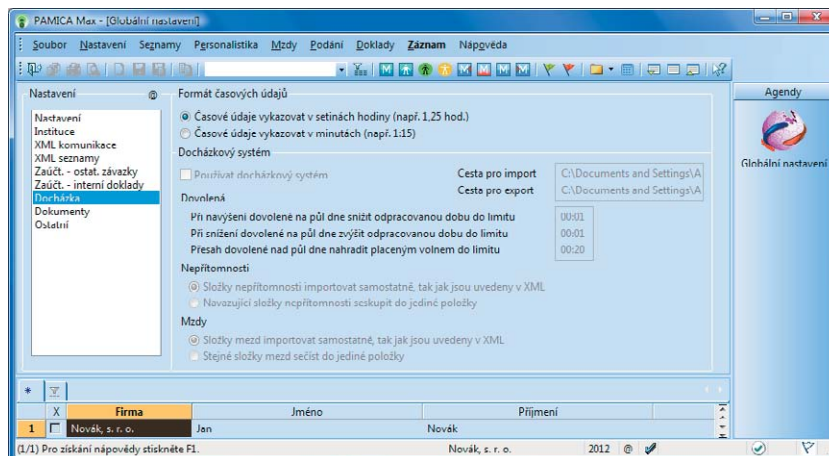 PAMICA Max - [Globální nastavení]
Soubor Nastavení Seznamy Personalistika Mzdy Podání Doklady Záznam Nápověda
Nastavení
Nastavení
Instituce
XML komunikace
XML seznamy
Zaúčt. - ostat. závazky
Zaúčt. - interní doklady
Docházka
Dokumenty
Ostatní
Formát časových údajů
Časové údaje vykazovat v setinách hodiny (např. 1,25 hod.)
Časové údaje vykazovat v minutách (např. 1:15)
Docházkový systém
Používat docházkový systém
Cesta pro import C:\Documents and Settings\A
Cesta pro export C:\Documents and Settings\A
Dovolená
Při navýšení dovolené na půl dne snížit odpracovanou dobu do limitu 00:01
Při snížení dovolené na půl dne zvýšit odpracovanou dobu do limitu 00:01
Přesah dovolené nad půl dne nahradit placeným volnem do limitu 00:20
Nepřítomnosti
Složky nepřítomnosti importovat samostatně, tak jak jsou uvedeny v XML
Navazující složky nepřítomnosti seskupit do jediné položky
Mzdy
Složky mezd importovat samostatně, tak jak jsou uvedeny v XML
Stejné složky mezd sečíst do jediné položky
Agendy
Globální nastavení
X Firma Jméno Příjmení
1 Novák, s. r. o. Jan Novák
(1/1) Pro získání nápovědy stiskněte F1. Novák, s. r. o. 2012 @